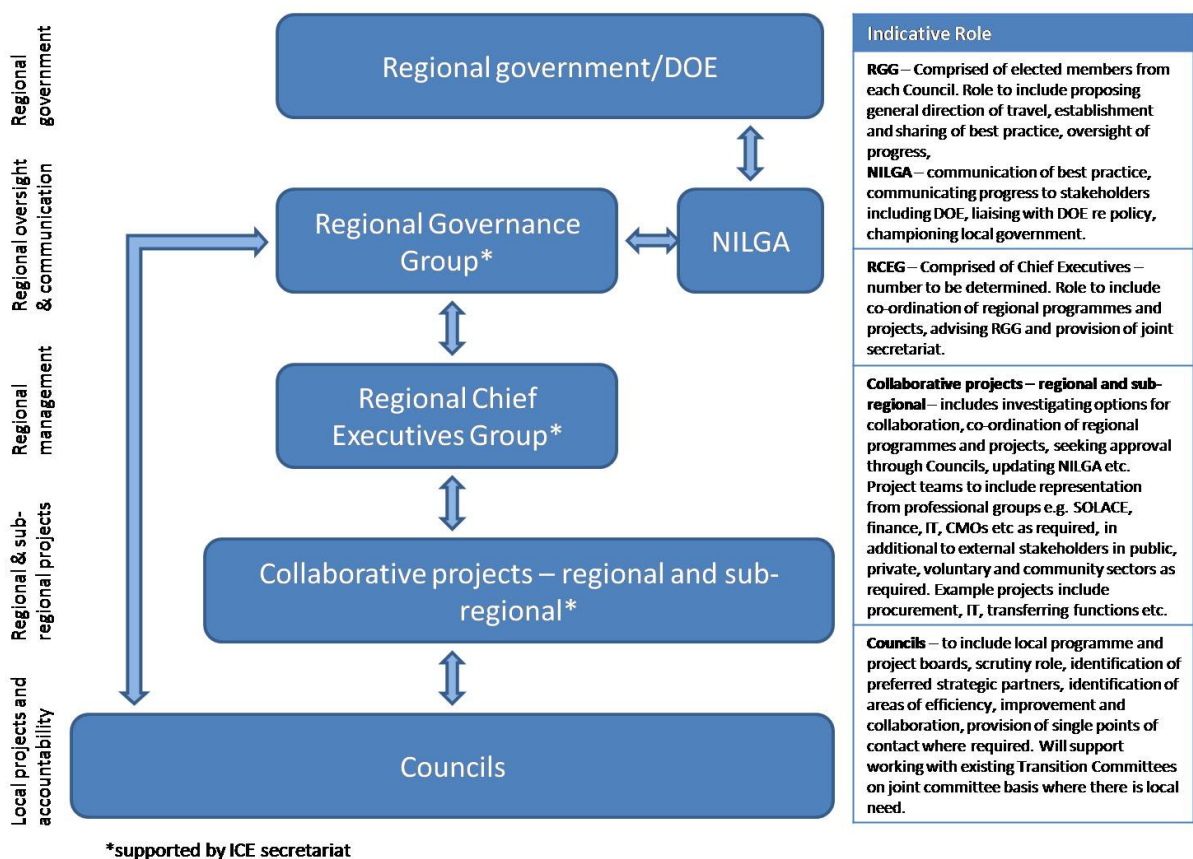 Regional
government
Regional government/DOE
Regional oversight
& communication
Regional Governance
Group*
NILGA
Regional
management
Regional Chief
Executives Group*
Regional & sub-
regional projects
Collaborative projects – regional and sub-
regional*
Local projects and
accountability
Councils
*supported by ICE secretariat
Indicative Role
RGG – Comprised of elected members from
each Council. Role to include proposing
general direction of travel, establishment
and sharing of best practice, oversight of
progress,
NILGA – communication of best practice,
communicating progress to stakeholders
including DOE, liaising with DOE re policy,
championing local government.
RCEG – Comprised of Chief Executives –
number to be determined. Role to include
co-ordination of regional programmes and
projects, advising RGG and provision of joint
secretariat.
Collaborative projects – regional and sub-
regional – includes investigating options for
collaboration, co-ordination of regional
programmes and projects, seeking approval
through Councils, updating NILGA etc.
Project teams to include representation
from professional groups e.g. SOLACE,
finance, IT, CMOs etc as required, in
additional to external stakeholders in public,
private, voluntary and community sectors as
required. Example projects include
procurement, IT, transferring functions etc.
Councils – to include local programme and
project boards, scrutiny role, identification of
preferred strategic partners, identification of
areas of efficiency, improvement and
collaboration, provision of single points of
contact where required. Will support
working with existing Transition Committees
on joint committee basis where there is local
need.